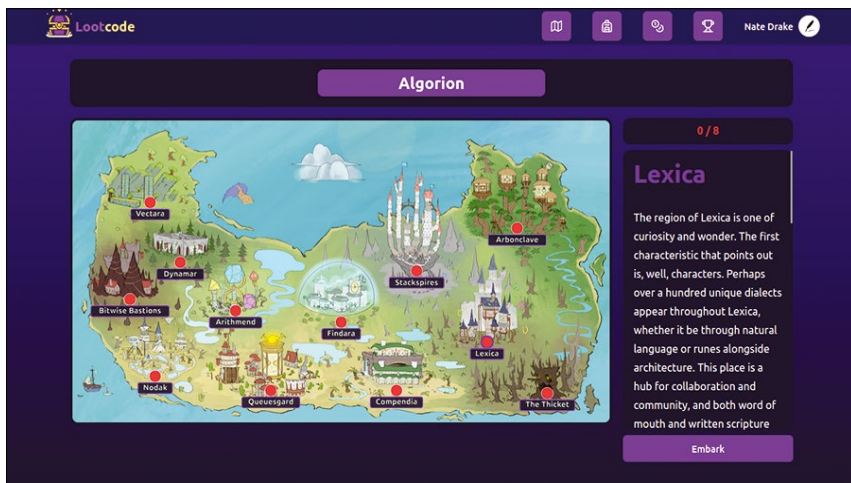 Lootcode
Nate Drake
Algorion
0 / 8
Vectara
Dynamar
Bitwise Bastions
Arithmend
Nodak
Queuesgard
Findara
Compendia
Stackspires
Arbonclave
Lexica
The Thicket
Lexica
The region of Lexica is one of
curiosity and wonder. The first
characteristic that points out
is, well, characters. Perhaps
over a hundred unique dialects
appear throughout Lexica,
whether it be through natural
language or runes alongside
architecture. This place is a
hub for collaboration and
community, and both word of
mouth and written scripture
Embark